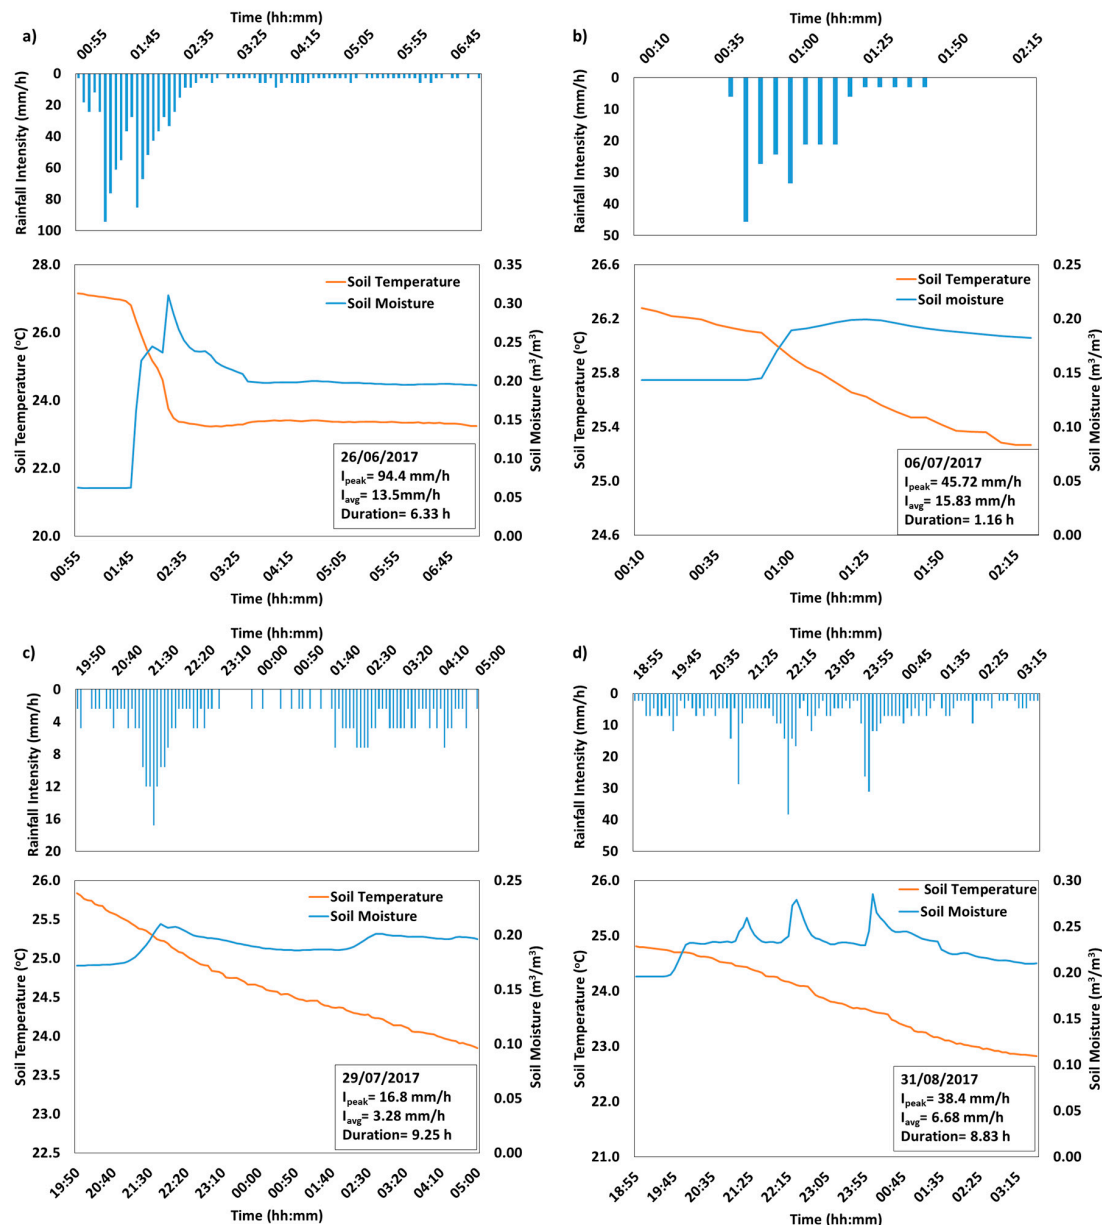 a)
Time (hh:mm)
00:55 01:45 02:35 03:25 04:15 05:05 05:55 06:45
Rainfall Intensity (mm/h)
0
20
40
60
80
100
28.0
26.0
24.0
22.0
20.0
Soil Teemperature (ºC)
0.35
0.30
0.25
0.20
0.15
0.10
0.05
0.00
Soil Moisture (m³/m³)
Soil Temperature
Soil Moisture
26/06/2017
Ipeak= 94.4 mm/h
Iavg= 13.5mm/h
Duration= 6.33 h
00:55 01:45 02:35 03:25 04:15 05:05 05:55 06:45
Time (hh:mm)
b)
Time (hh:mm)
00:10 00:35 01:00 01:25 01:50 02:15
Rainfall Intensity (mm/h)
0
10
20
30
40
50
26.6
26.2
25.8
25.4
25.0
24.6
Soil Temperature (ºC)
0.25
0.20
0.15
0.10
0.05
0.00
Soil Moisture (m³/m³)
Soil Temperature
Soil moisture
06/07/2017
Ipeak= 45.72 mm/h
Iavg= 15.83 mm/h
Duration= 1.16 h
00:10 00:35 01:00 01:25 01:50 02:15
Time (hh:mm)
c)
Time (hh:mm)
19:50 20:40 21:30 22:20 23:10 00:00 00:50 01:40 02:30 03:20 04:10 05:00
Rainfall Intensity (mm/h)
0
4
8
12
16
20
26.0
25.5
25.0
24.5
24.0
23.5
23.0
22.5
Soil Temperature (ºC)
0.25
0.20
0.15
0.10
0.05
0.00
Soil Moisture (m³/m³)
Soil Temperature
Soil Moisture
29/07/2017
Ipeak= 16.8 mm/h
Iavg= 3.28 mm/h
Duration= 9.25 h
19:50 20:40 21:30 22:20 23:10 00:00 00:50 01:40 02:30 03:20 04:10 05:00
Time (hh:mm)
d)
Time (hh:mm)
18:55 19:45 20:35 21:25 22:15 23:05 23:55 00:45 01:35 02:25 03:15
Rainfall Intensity (mm/h)
0
10
20
30
40
50
26.0
25.0
24.0
23.0
22.0
21.0
Soil Temperature (ºC)
0.30
0.25
0.20
0.15
0.10
0.05
0.00
Soil Moisture (m³/m³)
Soil Temperature
Soil Moisture
31/08/2017
Ipeak= 38.4 mm/h
Iavg= 6.68 mm/h
Duration= 8.83 h
18:55 19:45 20:35 21:25 22:15 23:05 23:55 00:45 01:35 02:25 03:15
Time (hh:mm)